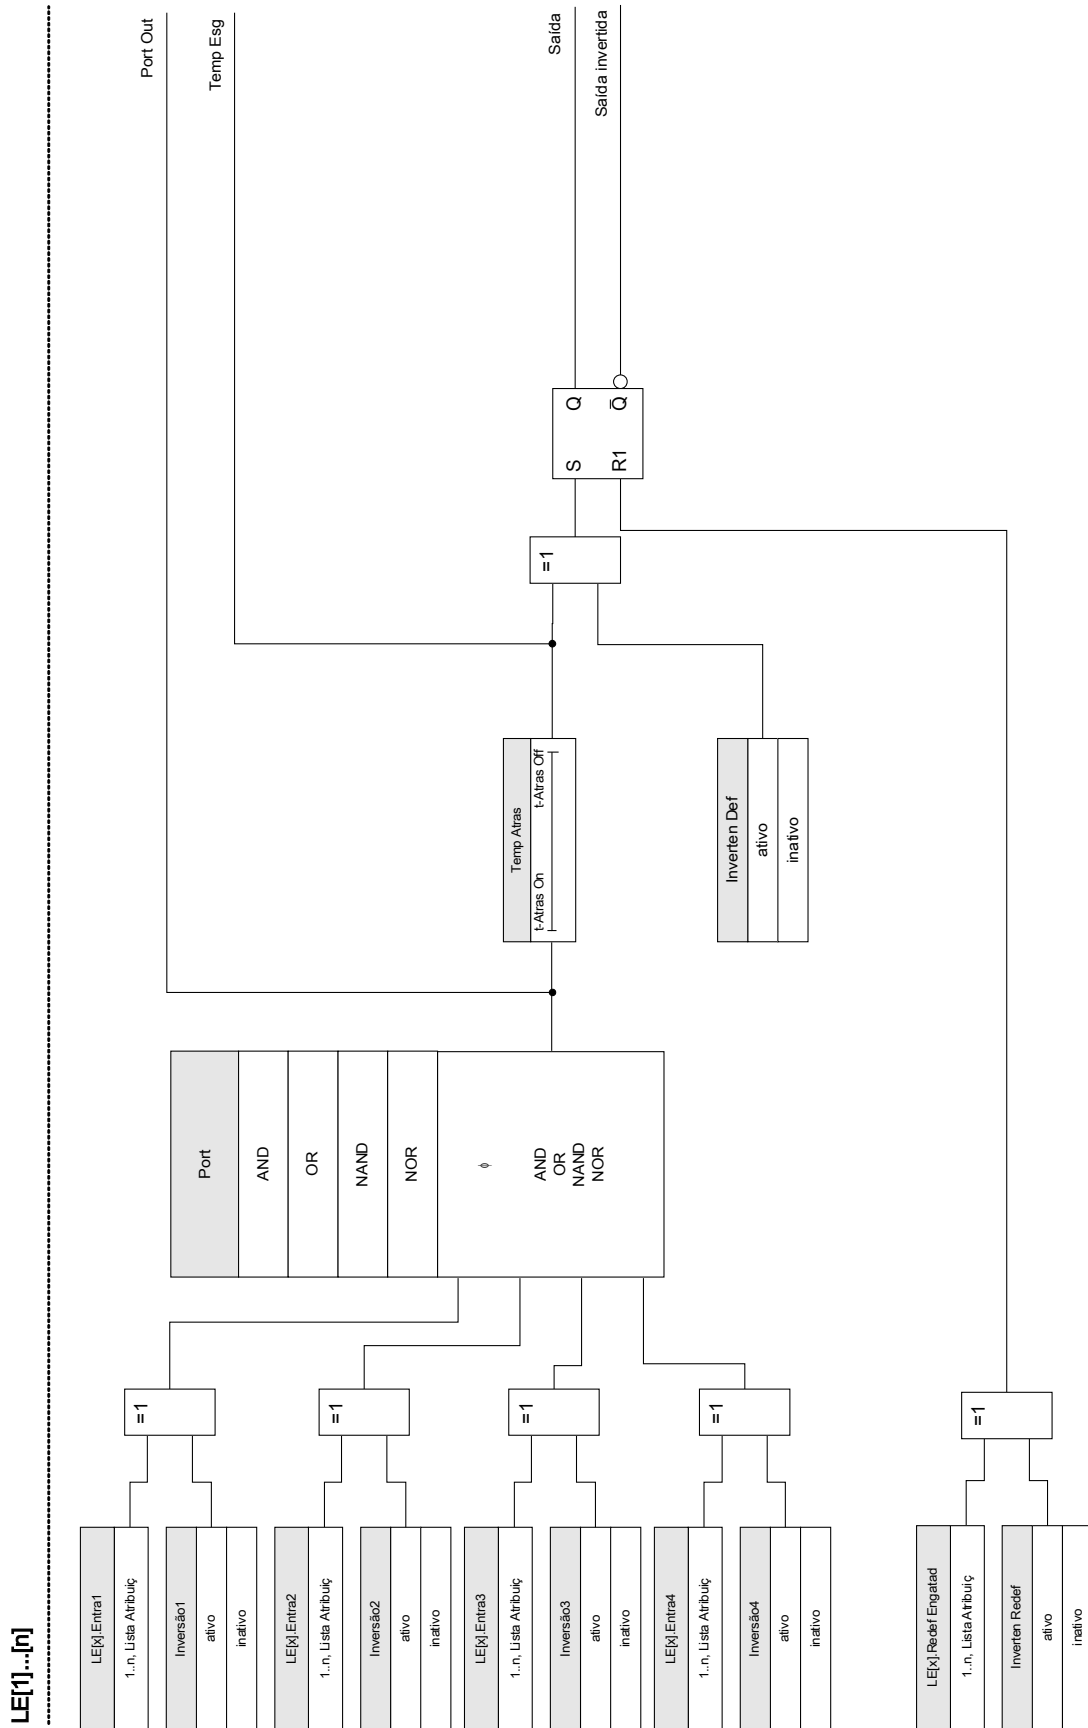 LE[1]...[n]
LE[x].Entra1
1..n, Lista Atribuiç
Inversão1
ativo
inativo
LE[x].Entra2
1..n, Lista Atribuiç
Inversão2
ativo
inativo
LE[x].Entra3
1..n, Lista Atribuiç
Inversão3
ativo
inativo
LE[x].Entra4
1..n, Lista Atribuiç
Inversão4
ativo
inativo
LE[x].Redef Engatad
1..n, Lista Atribuiç
Inverten Redef
ativo
inativo
=1
=1
=1
=1
=1
Port
AND
OR
NAND
NOR
ϕ
AND
OR
NAND
NOR
Temp Atras
t-Atras On
t-Atras Off
Inverten Def
ativo
inativo
=1
S Q
R1 Q̅
Port Out
Temp Esg
Saída
Saída invertida